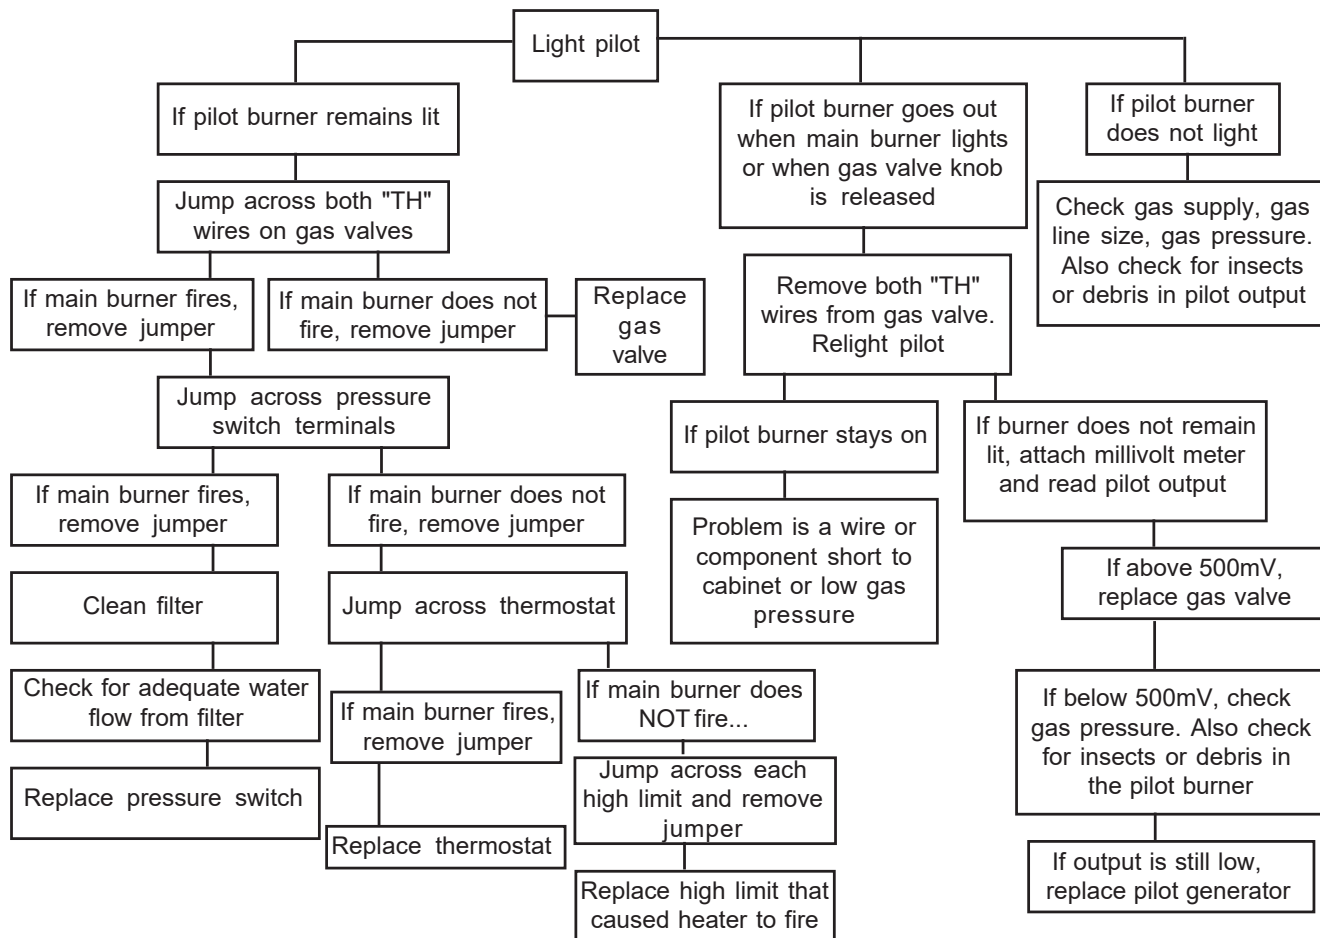 Light pilot
If pilot burner remains lit
If pilot burner goes out
when main burner lights
or when gas valve knob
is released
If pilot burner
does not light
Jump across both "TH"
wires on gas valves
Check gas supply, gas
line size, gas pressure.
Also check for insects
or debris in pilot output
If main burner fires,
remove jumper
If main burner does not
fire, remove jumper
Replace
gas
valve
Remove both "TH"
wires from gas valve.
Relight pilot
Jump across pressure
switch terminals
If pilot burner stays on
If burner does not remain
lit, attach millivolt meter
and read pilot output
If main burner fires,
remove jumper
If main burner does not
fire, remove jumper
Problem is a wire or
component short to
cabinet or low gas
pressure
If above 500mV,
replace gas valve
Clean filter
Jump across thermostat
Check for adequate water
flow from filter
If main burner fires,
remove jumper
If main burner does
NOT fire...
If below 500mV, check
gas pressure. Also check
for insects or debris in
the pilot burner
Replace pressure switch
Replace thermostat
Jump across each
high limit and remove
jumper
If output is still low,
replace pilot generator
Replace high limit that
caused heater to fire